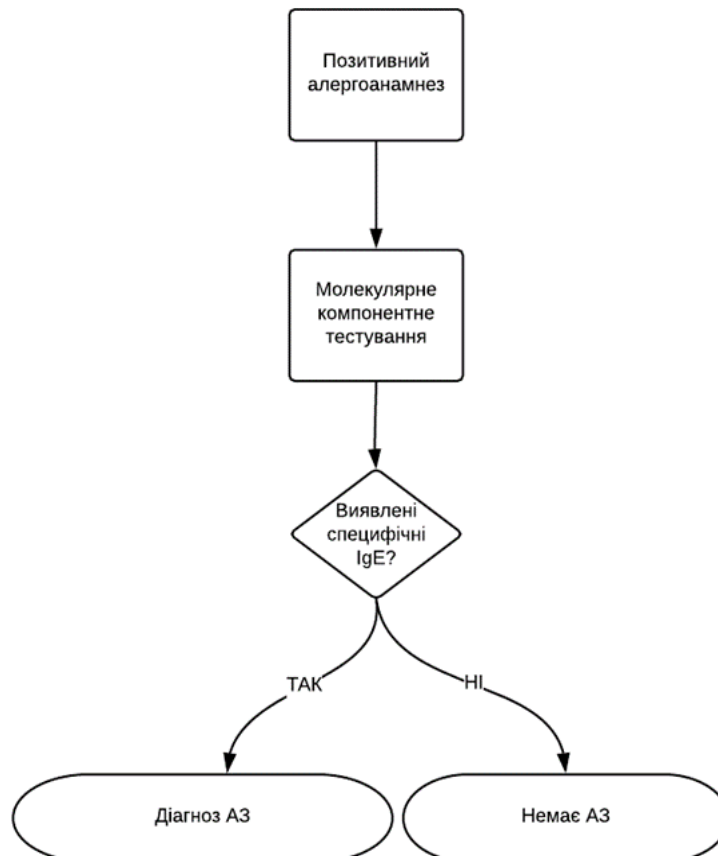 Позитивний
алергоанамнез
Молекулярне
компонентне
тестування
Виявлені
специфічні
IgE?
ТАК
НІ
Діагноз АЗ
Немає АЗ